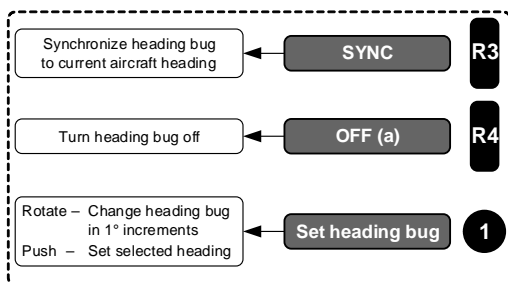 Synchronize heading bug
to current aircraft heading
SYNC
R3
Turn heading bug off
OFF (a)
R4
Rotate – Change heading bug
in 1° increments
Push – Set selected heading
Set heading bug
1